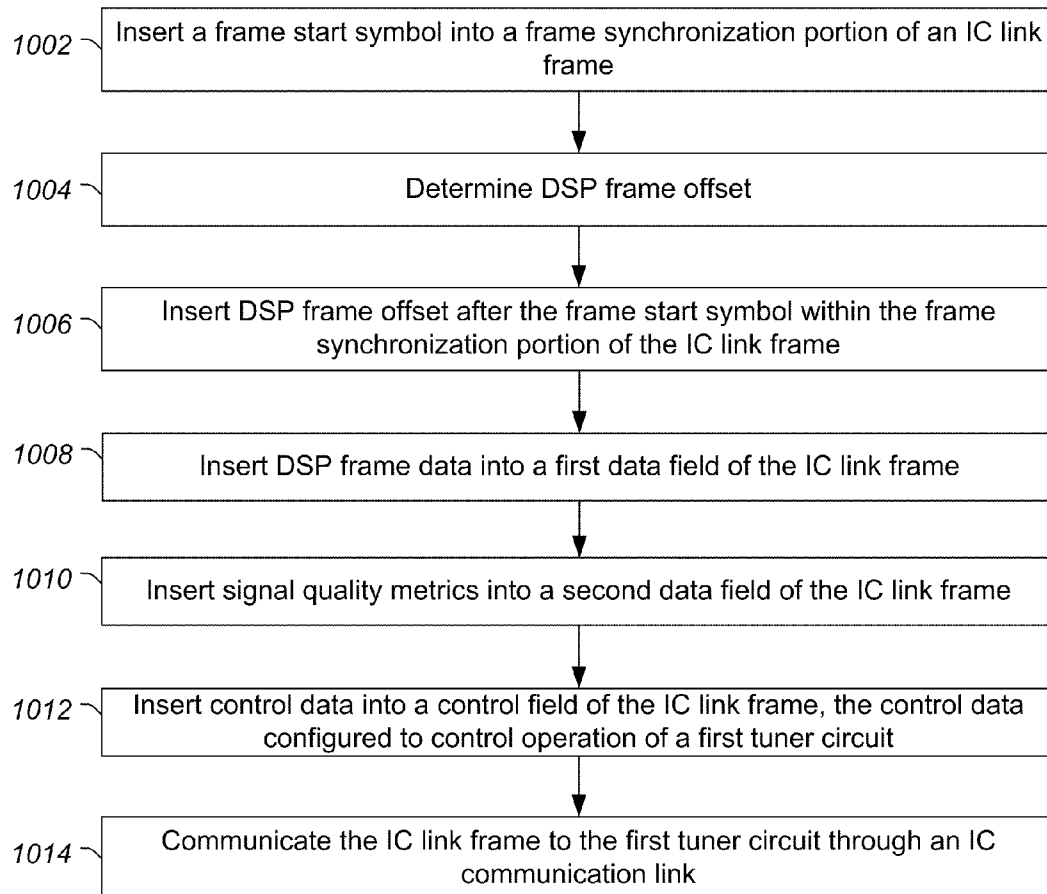 1002
Insert a frame start symbol into a frame synchronization portion of an IC link
frame
1004
Determine DSP frame offset
1006
Insert DSP frame offset after the frame start symbol within the frame
synchronization portion of the IC link frame
1008
Insert DSP frame data into a first data field of the IC link frame
1010
Insert signal quality metrics into a second data field of the IC link frame
1012
Insert control data into a control field of the IC link frame, the control data
configured to control operation of a first tuner circuit
1014
Communicate the IC link frame to the first tuner circuit through an IC
communication link